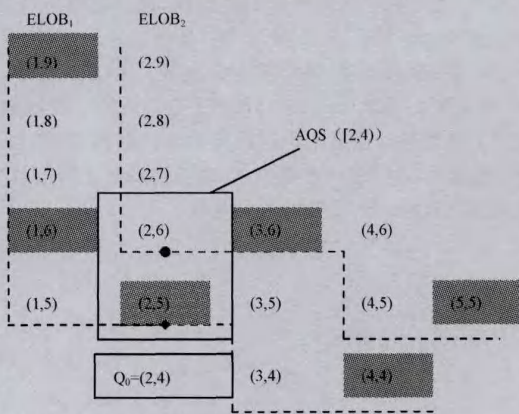 ELOB₁ ELOB₂
(1,9) (2,9)
(1,8) (2,8)
AQS（[2,4)）
(1,7) (2,7)
(1,6) (2,6) (3,6) (4,6)
(1,5) (2,5) (3,5) (4,5) (5,5)
Q₀=(2,4) (3,4) (4,4)